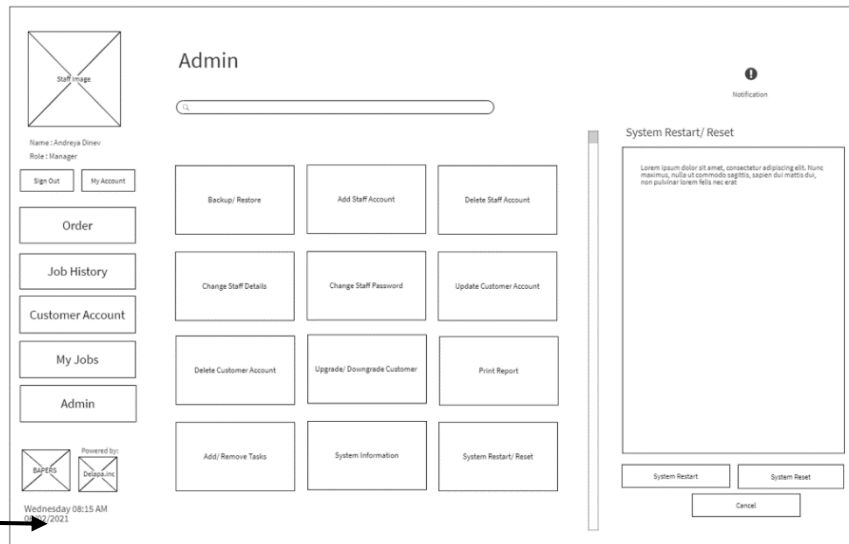 Staff Image
Name : Andreya Dinev
Role : Manager
Sign Out
My Account
Order
Job History
Customer Account
My Jobs
Admin
BAPERS
Powered by:
Delapa.Inc
Wednesday 08:15 AM
/02/2021
Admin
Notification
Backup/ Restore
Add Staff Account
Delete Staff Account
Change Staff Details
Change Staff Password
Update Customer Account
Delete Customer Account
Upgrade/ Downgrade Customer
Print Report
Add/ Remove Tasks
System Information
System Restart/ Reset
System Restart/ Reset
Lorem ipsum dolor sit amet, consectetur adipiscing elit. Nunc
maximus, nulla ut commodo sagittis, sapien dui mattis dui,
non pulvinar lorem felis nec erat
System Restart
System Reset
Cancel